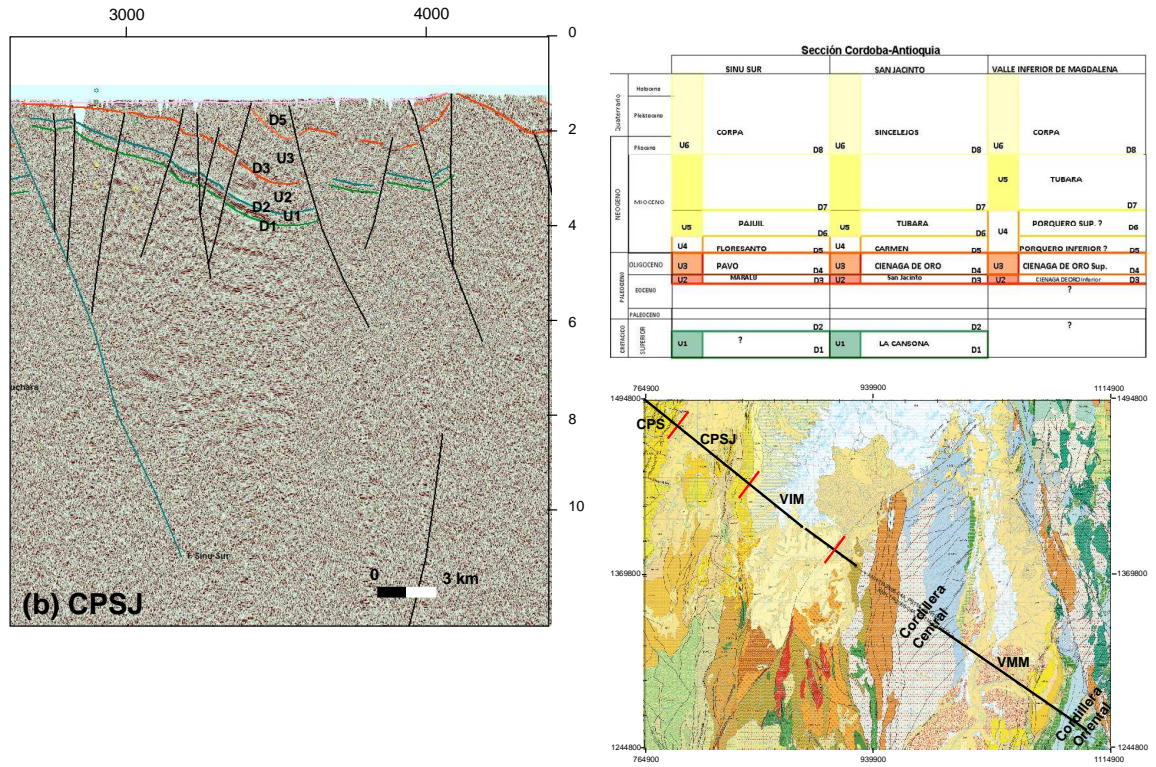 3000 4000
0
2
4
6
8
10
D5
U3
D3
U2
D2
U1
D1
uchara
F. Sinu Sur
0 3 km
(b) CPSJ
Sección Cordoba-Antioquia
SINU SUR SAN JACINTO VALLE INFERIOR DE MAGDALENA
Quaternario
Holoceno
Pleistoceno
Plioceno
NEOGENO
MIOCENO
PALEOGENO
OLIGOCENO
EOCENO
PALEOCENO
CRETACICO
SUPERIOR
CORPA SINCELEJOS CORPA
U6 D8 U6 D8 U6 D8
U5 TUBARA
D7 D7 D7
U5 PAJUIL D6 U5 TUBARA D6 U4 PORQUERO SUP. ? D6
U4 FLORESANTO D5 U4 CARMEN D5 PORQUERO INFERIOR ? D5
U3 PAVO D4 U3 CIENAGA DE ORO D4 U3 CIENAGA DE ORO Sup. D4
U2 MARALU D3 U2 San Jacinto D3 U2 CIENAGA DE ORO Inferior D3
?
D2 D2 ?
U1 ? D1 U1 LA CANSONA D1
764900 939900 1114900
1494800 1494800
CPS
CPSJ
VIM
1369800 1369800
Cordillera
Central
VMM
Cordillera
Oriental
1244800 1244800
764900 939900 1114900